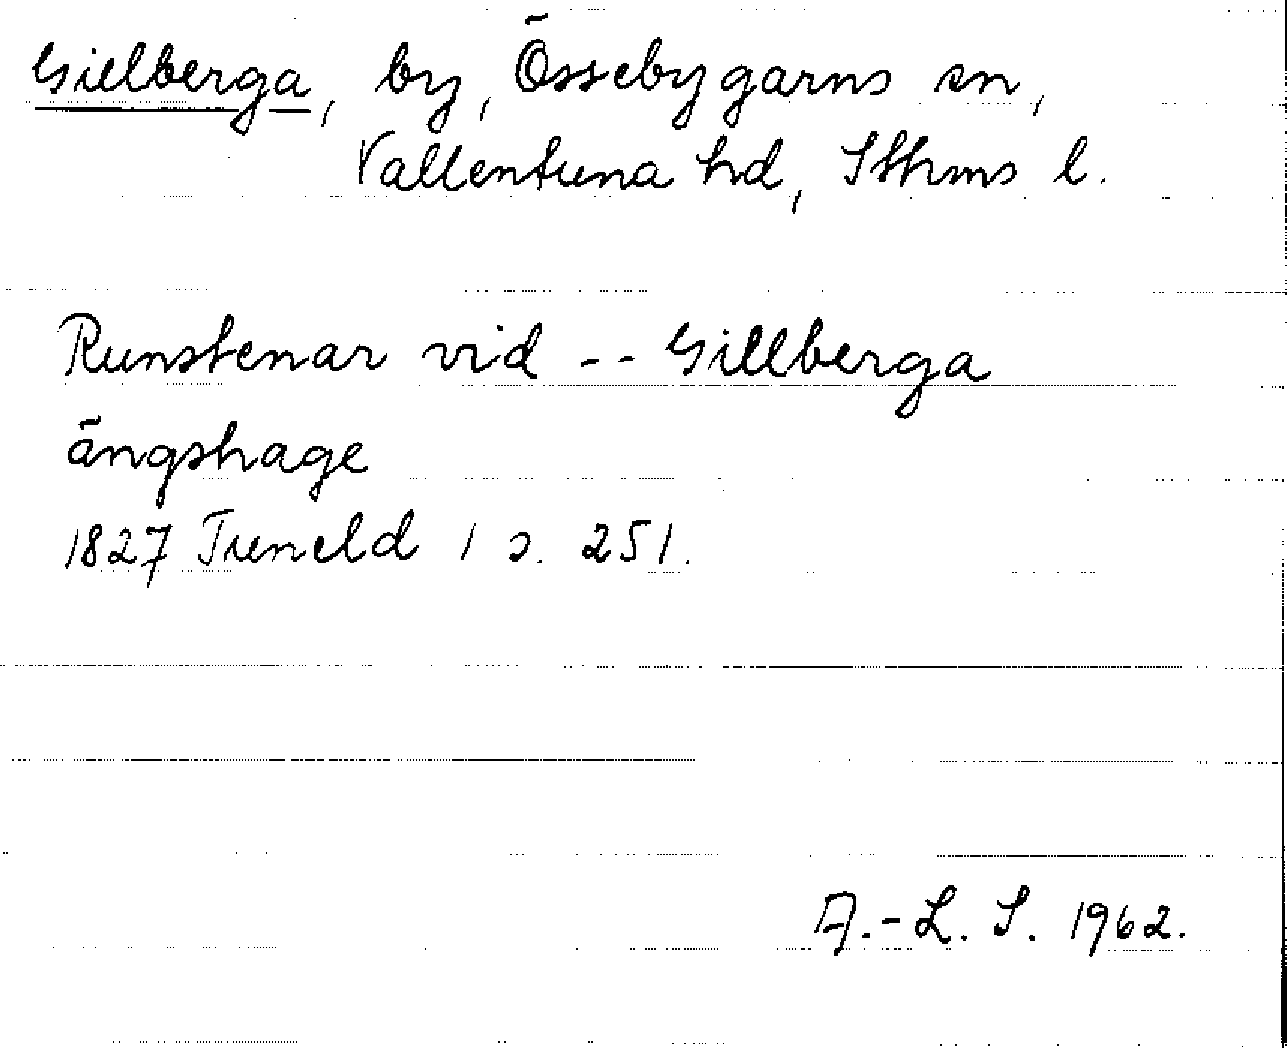 Gillberga, by, Össebygarns sn,
Vallentuna hd, Sthms l.
Runstenar vid -- Gillberga
ängshage
1827 Tuneld 1 s. 251.
A.-L. S. 1962.